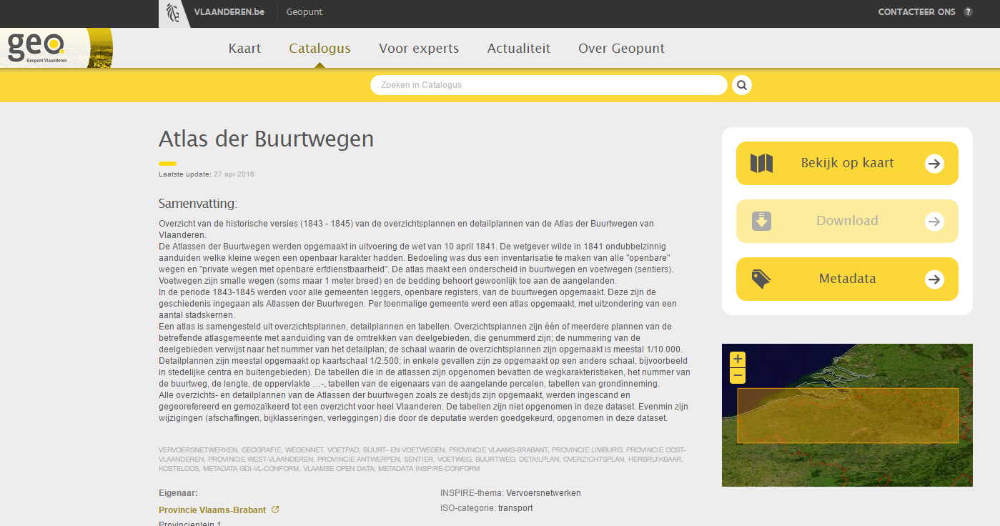 VLAANDEREN.be Geopunt CONTACTEER ONS ?
geo
Geopunt Vlaanderen
Kaart Catalogus Voor experts Actualiteit Over Geopunt
Zoeken in Catalogus
Atlas der Buurtwegen
Laatste update: 27 apr 2016
Samenvatting:
Overzicht van de historische versies (1843 - 1845) van de overzichtsplannen en detailplannen van de Atlas der Buurtwegen van
Vlaanderen.
De Atlassen der Buurtwegen werden opgemaakt in uitvoering de wet van 10 april 1841. De wetgever wilde in 1841 ondubbelzinnig
aanduiden welke kleine wegen een openbaar karakter hadden. Bedoeling was dus een inventarisatie te maken van alle "openbare"
wegen en "private wegen met openbare erfdienstbaarheid". De atlas maakt een onderscheid in buurtwegen en voetwegen (sentiers).
Voetwegen zijn smalle wegen (soms maar 1 meter breed) en de bedding behoort gewoonlijk toe aan de aangelanden.
In de periode 1843-1845 werden voor alle gemeenten leggers, openbare registers, van de buurtwegen opgemaakt. Deze zijn de
geschiedenis ingegaan als Atlassen der Buurtwegen. Per toenmalige gemeente werd een atlas opgemaakt, met uitzondering van een
aantal stadskernen.
Een atlas is samengesteld uit overzichtsplannen, detailplannen en tabellen. Overzichtsplannen zijn èèn of meerdere plannen van de
betreffende atlasgemeente met aanduiding van de omtrekken van deelgebieden, die genummerd zijn; de nummering van de
deelgebieden verwijst naar het nummer van het detailplan; de schaal waarin de overzichtsplannen zijn opgemaakt is meestal 1/10.000.
Detailplannen zijn meestal opgemaakt op kaartschaal 1/2.500; in enkele gevallen zijn ze opgemaakt op een andere schaal, bijvoorbeeld
in stedelijke centra en buitengebieden). De tabellen die in de atlassen zijn opgenomen bevatten de wegkarakteristieken, het nummer van
de buurtweg, de lengte, de oppervlakte …-, tabellen van de eigenaars van de aangelande percelen, tabellen van grondinneming.
Alle overzichts- en detailplannen van de Atlassen der buurtwegen zoals ze destijds zijn opgemaakt, werden ingescand en
gegeorefereerd en gemozaïkeerd tot een overzicht voor heel Vlaanderen. De tabellen zijn niet opgenomen in deze dataset. Evenmin zijn
wijzigingen (afschaffingen, bijklasseringen, verleggingen) die door de deputatie werden goedgekeurd, opgenomen in deze dataset.
VERVOERSNETWERKEN, GEOGRAFIE, WEGENNET, VOETPAD, BUURT- EN VOETWEGEN, PROVINCIE VLAAMS-BRABANT, PROVINCIE LIMBURG, PROVINCIE OOST-
VLAANDEREN, PROVINCIE WEST-VLAANDEREN, PROVINCIE ANTWERPEN, SENTIER, VOETWEG, BUURTWEG, DETAILPLAN, OVERZICHTSPLAN, HERBRUIKBAAR,
KOSTELOOS, METADATA GDI-VL-CONFORM, VLAAMSE OPEN DATA, METADATA INSPIRE-CONFORM
Eigenaar:
Provincie Vlaams-Brabant
Provincieplein 1
INSPIRE-thema: Vervoersnetwerken
ISO-categorie: transport
Bekijk op kaart
Download
Metadata
+
−